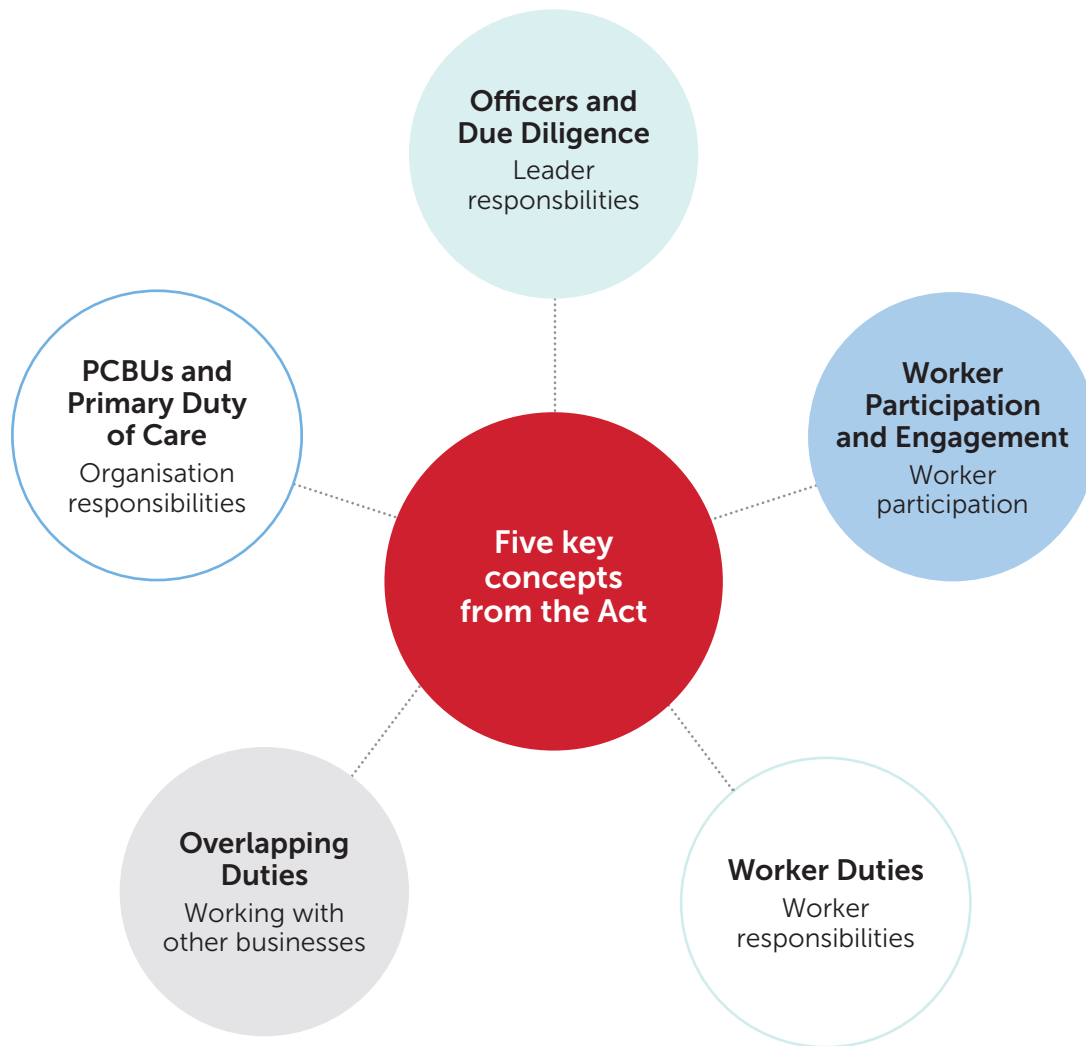 Officers and
Due Diligence
Leader
responsbilities
PCBUs and
Primary Duty
of Care
Organisation
responsibilities
Worker
Participation
and Engagement
Worker
participation
Five key
concepts
from the Act
Overlapping
Duties
Working with
other businesses
Worker Duties
Worker
responsibilities